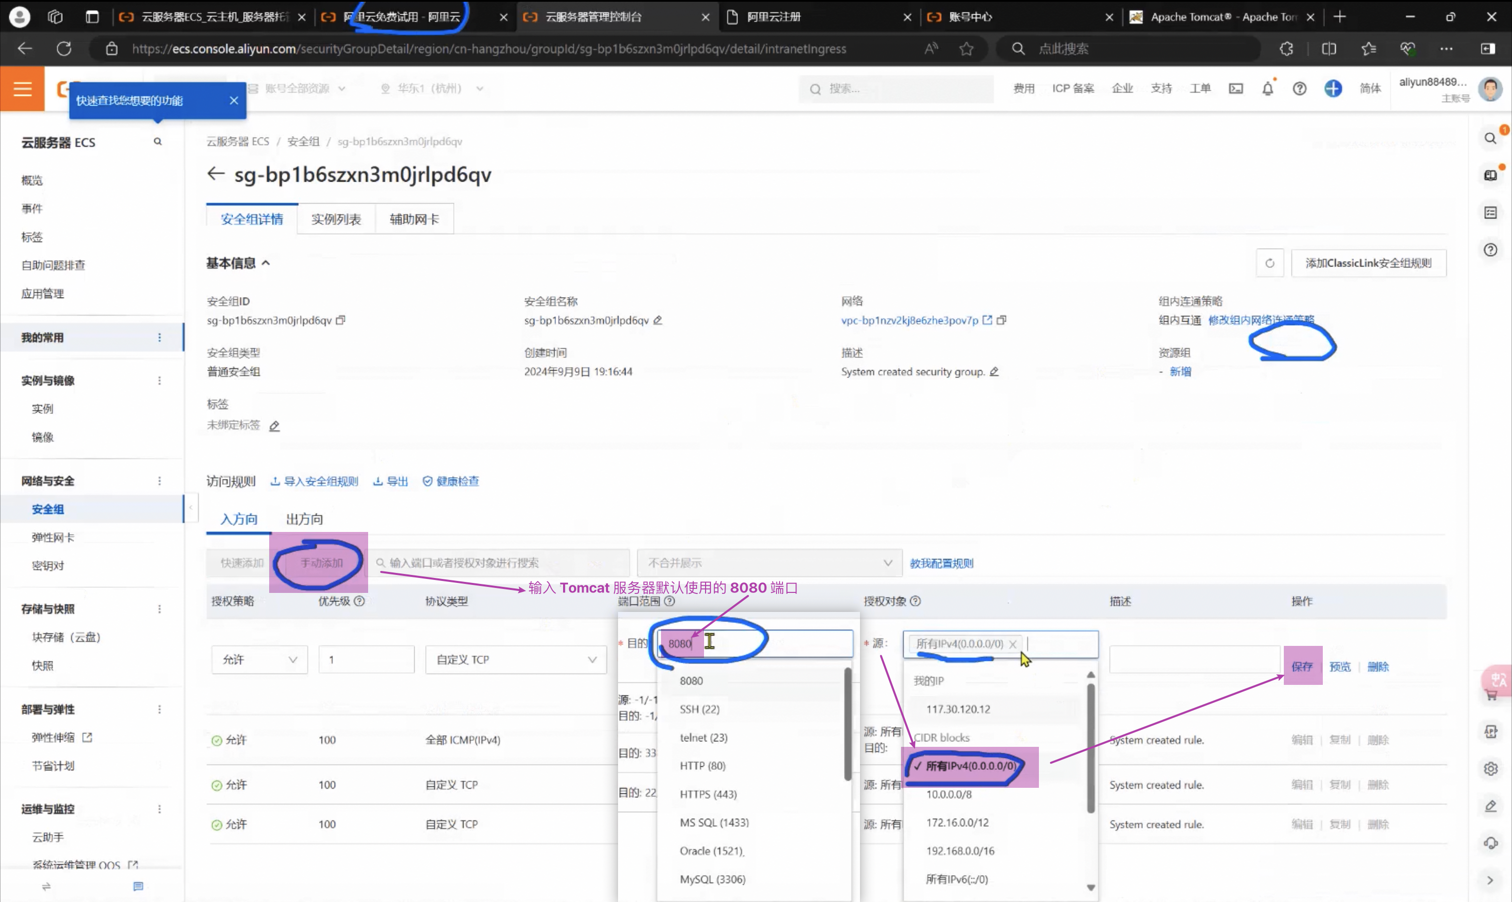 云服务器ECS_云主机_服务器托
阿里云免费试用 - 阿里云
云服务器管理控制台
阿里云注册
账号中心
Apache Tomcat® - Apache Tom
https://ecs.console.aliyun.com/securityGroupDetail/region/cn-hangzhou/groupId/sg-bp1b6szxn3m0jrlpd6qv/detail/intranetIngress
点此搜索
快速查找您想要的功能
账号全部资源
华东1（杭州）
搜索...
费用
ICP 备案
企业
支持
工单
简体
aliyun88489...
主账号
云服务器 ECS
概览
事件
标签
自助问题排查
应用管理
我的常用
实例与镜像
实例
镜像
网络与安全
安全组
弹性网卡
密钥对
存储与快照
块存储（云盘）
快照
部署与弹性
弹性伸缩
节省计划
运维与监控
云助手
系统运维管理 OOS
云服务器 ECS / 安全组 / sg-bp1b6szxn3m0jrlpd6qv
sg-bp1b6szxn3m0jrlpd6qv
安全组详情
实例列表
辅助网卡
基本信息
添加ClassicLink安全组规则
安全组ID
安全组名称
网络
组内连通策略
sg-bp1b6szxn3m0jrlpd6qv
sg-bp1b6szxn3m0jrlpd6qv
vpc-bp1nzv2kj8e6zhe3pov7p
组内互通 修改组内网络连通策略
安全组类型
创建时间
描述
资源组
普通安全组
2024年9月9日 19:16:44
System created security group.
- 新增
标签
未绑定标签
访问规则
导入安全组规则
导出
健康检查
入方向
出方向
快速添加
手动添加
输入端口或者授权对象进行搜索
不合并展示
教我配置规则
输入 Tomcat 服务器默认使用的 8080 端口
授权策略
优先级
协议类型
端口范围
授权对象
描述
操作
允许
1
自定义 TCP
* 目的
8080
* 源:
所有IPv4(0.0.0.0/0)
保存
预览
删除
8080
SSH (22)
telnet (23)
HTTP (80)
HTTPS (443)
MS SQL (1433)
Oracle (1521)
MySQL (3306)
我的IP
117.30.120.12
CIDR blocks
所有IPv4(0.0.0.0/0)
10.0.0.0/8
172.16.0.0/12
192.168.0.0/16
所有IPv6(::/0)
允许
100
全部 ICMP(IPv4)
源: -1/-1
目的: -1/-
源: 所有
目的:
System created rule.
编辑 | 复制 | 删除
允许
100
自定义 TCP
目的: 33
源: 所有
System created rule.
编辑 | 复制 | 删除
允许
100
自定义 TCP
目的: 22
源: 所有
System created rule.
编辑 | 复制 | 删除